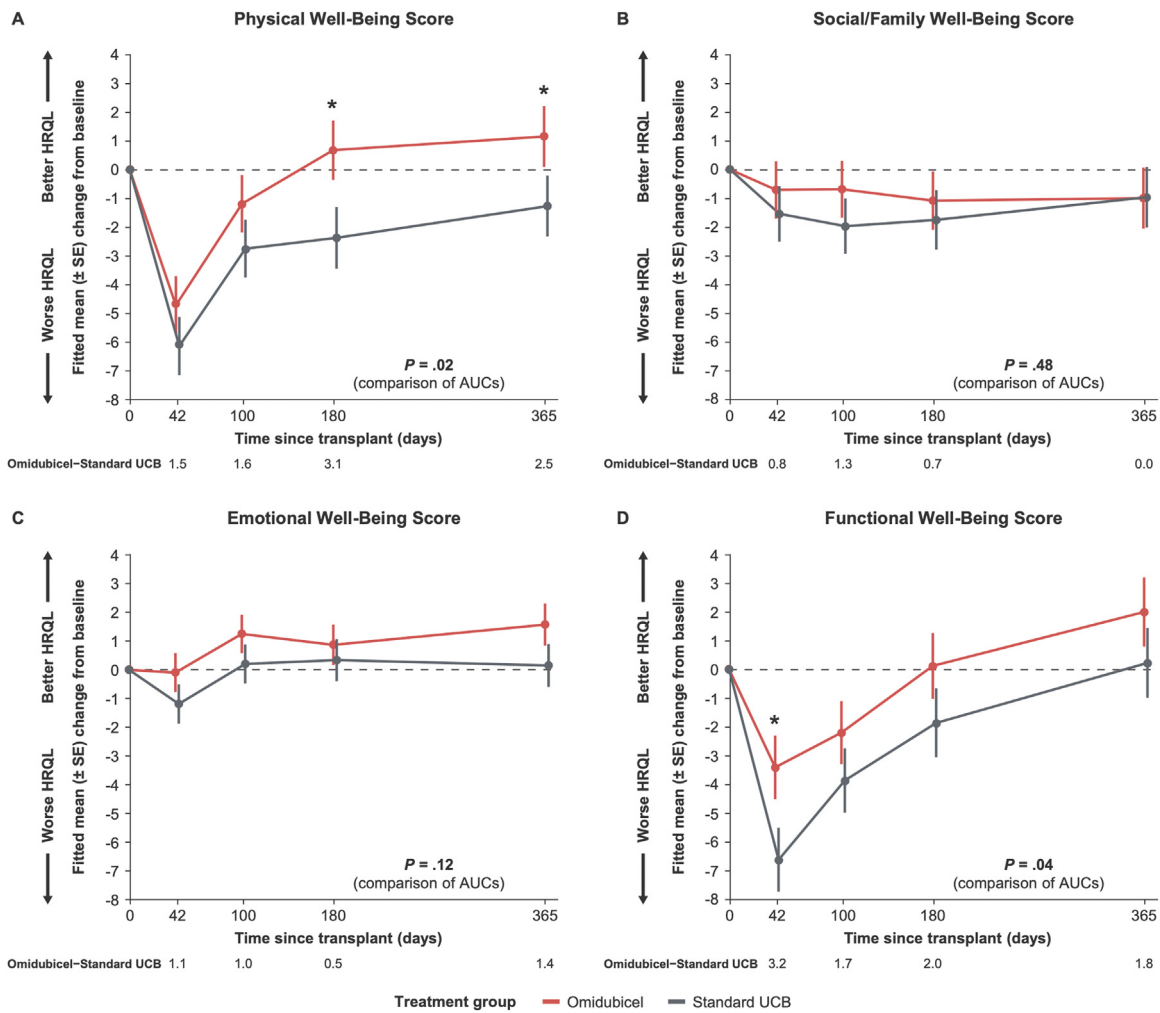 A
Physical Well-Being Score
Better HRQL
Worse HRQL
Fitted mean (± SE) change from baseline
4
3
2
1
0
-1
-2
-3
-4
-5
-6
-7
-8
*
*
P = .02
(comparison of AUCs)
0 42 100 180 365
Time since transplant (days)
Omidubicel–Standard UCB 1.5 1.6 3.1 2.5
B
Social/Family Well-Being Score
Better HRQL
Worse HRQL
Fitted mean (± SE) change from baseline
4
3
2
1
0
-1
-2
-3
-4
-5
-6
-7
-8
P = .48
(comparison of AUCs)
0 42 100 180 365
Time since transplant (days)
Omidubicel–Standard UCB 0.8 1.3 0.7 0.0
C
Emotional Well-Being Score
Better HRQL
Worse HRQL
Fitted mean (± SE) change from baseline
4
3
2
1
0
-1
-2
-3
-4
-5
-6
-7
-8
P = .12
(comparison of AUCs)
0 42 100 180 365
Time since transplant (days)
Omidubicel–Standard UCB 1.1 1.0 0.5 1.4
D
Functional Well-Being Score
Better HRQL
Worse HRQL
Fitted mean (± SE) change from baseline
4
3
2
1
0
-1
-2
-3
-4
-5
-6
-7
-8
*
P = .04
(comparison of AUCs)
0 42 100 180 365
Time since transplant (days)
Omidubicel–Standard UCB 3.2 1.7 2.0 1.8
Treatment group Omidubicel Standard UCB